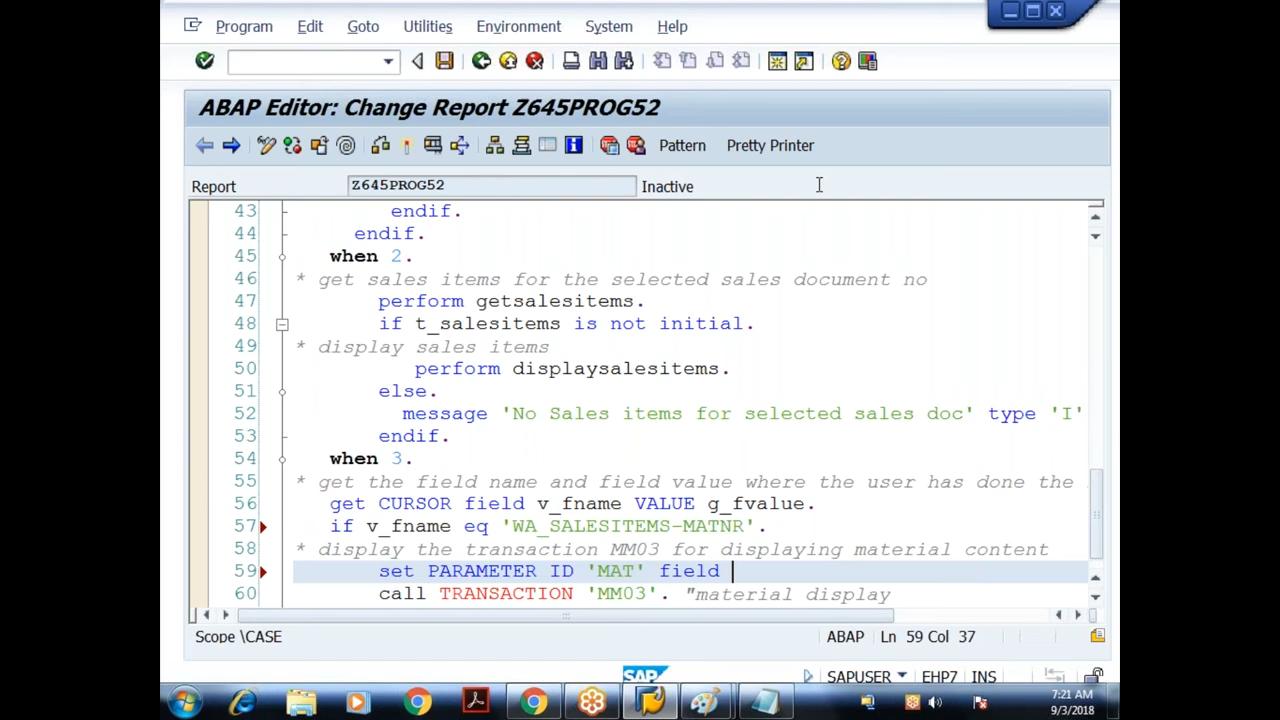 Program Edit Goto Utilities Environment System Help
ABAP Editor: Change Report Z645PROG52
Pattern Pretty Printer
Report Z645PROG52 Inactive
43 endif.
44 endif.
45 when 2.
46 * get sales items for the selected sales document no
47 perform getsalesitems.
48 if t_salesitems is not initial.
49 * display sales items
50 perform displaysalesitems.
51 else.
52 message 'No Sales items for selected sales doc' type 'I'
53 endif.
54 when 3.
55 * get the field name and field value where the user has done the
56 get CURSOR field v_fname VALUE g_fvalue.
57 if v_fname eq 'WA_SALESITEMS-MATNR'.
58 * display the transaction MM03 for displaying material content
59 set PARAMETER ID 'MAT' field
60 call TRANSACTION 'MM03'. "material display
Scope \CASE ABAP Ln 59 Col 37
SAP SAPUSER EHP7 INS
7:21 AM
9/3/2018